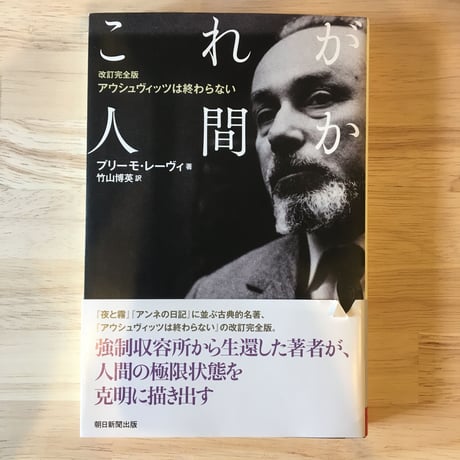 これが
改訂完全版
アウシュヴィッツは終わらない
人間か
プリーモ・レーヴィ 著
竹山博英 訳
『夜と霧』『アンネの日記』に並ぶ古典的名著、
『アウシュヴィッツは終わらない』の改訂完全版。
強制収容所から生還した著者が、
人間の極限状態を
克明に描き出す
朝日新聞出版